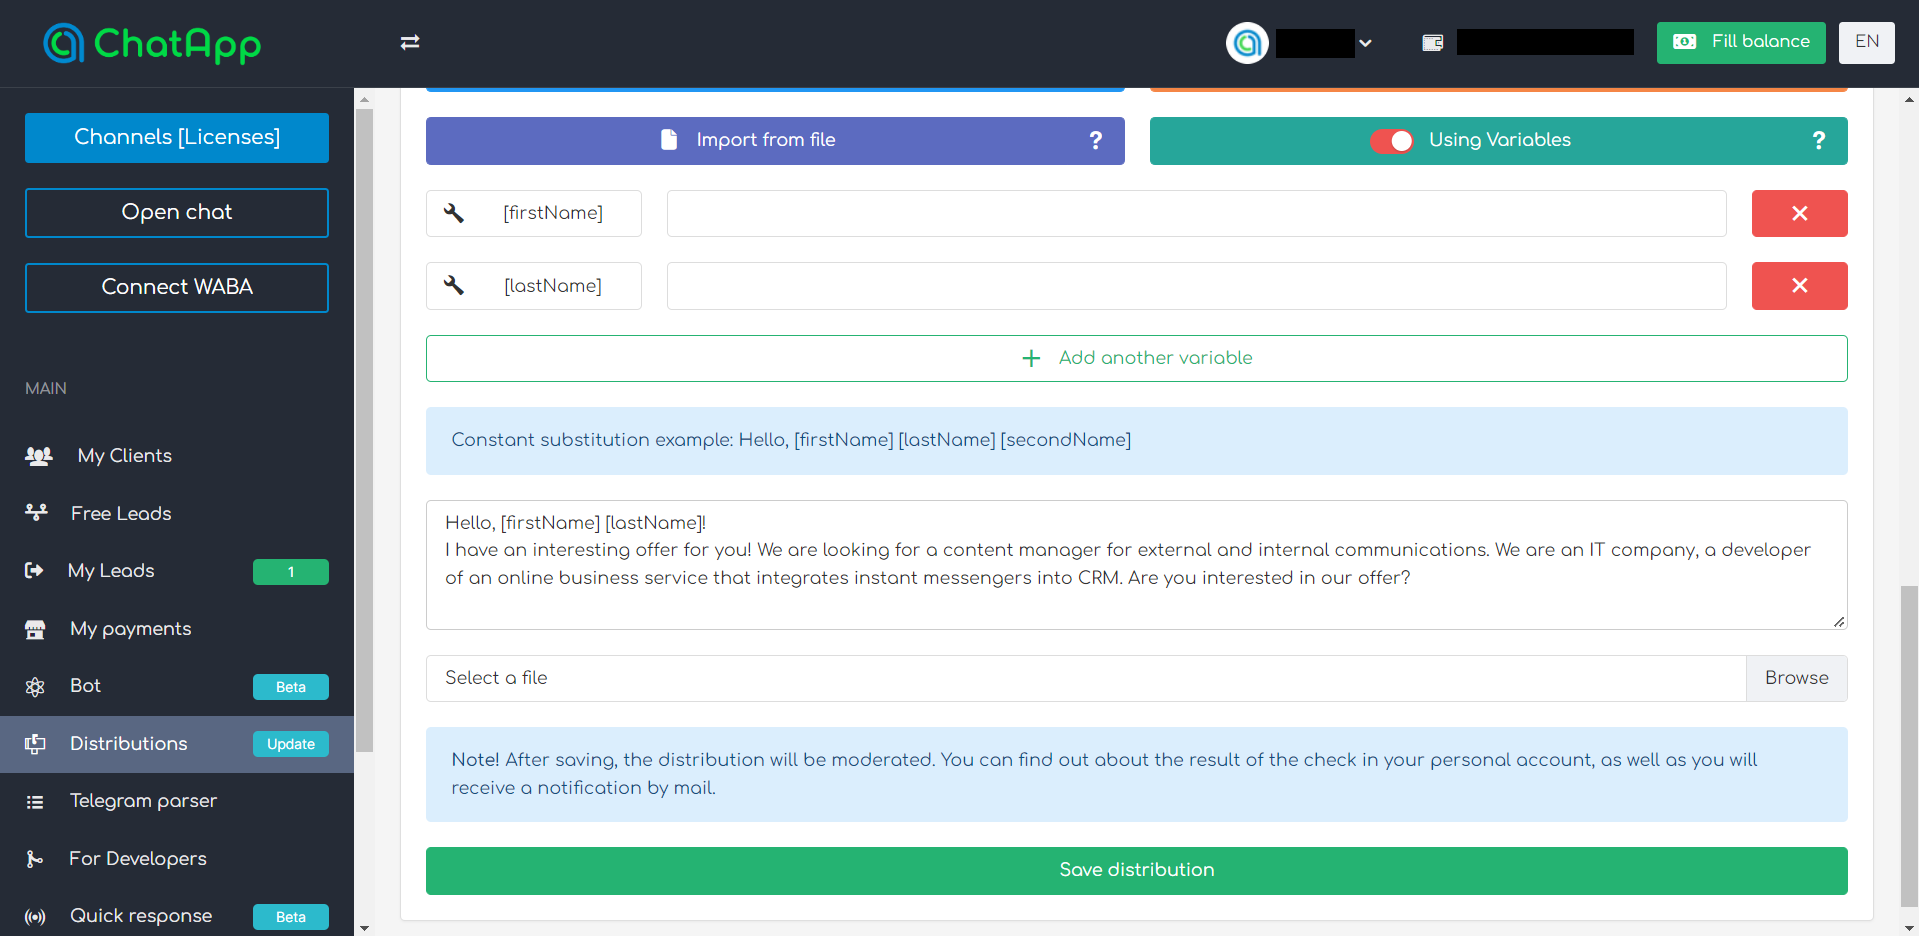 ChatApp
Fill balance
EN
Channels [Licenses]
Open chat
Connect WABA
MAIN
My Clients
Free Leads
My Leads
1
My payments
Bot
Beta
Distributions
Update
Telegram parser
For Developers
Quick response
Beta
Import from file
?
Using Variables
?
[firstName]
[lastName]
Add another variable
Constant substitution example: Hello, [firstName] [lastName] [secondName]
Hello, [firstName] [lastName]!
I have an interesting offer for you! We are looking for a content manager for external and internal communications. We are an IT company, a developer
of an online business service that integrates instant messengers into CRM. Are you interested in our offer?
Select a file
Browse
Note! After saving, the distribution will be moderated. You can find out about the result of the check in your personal account, as well as you will
receive a notification by mail.
Save distribution